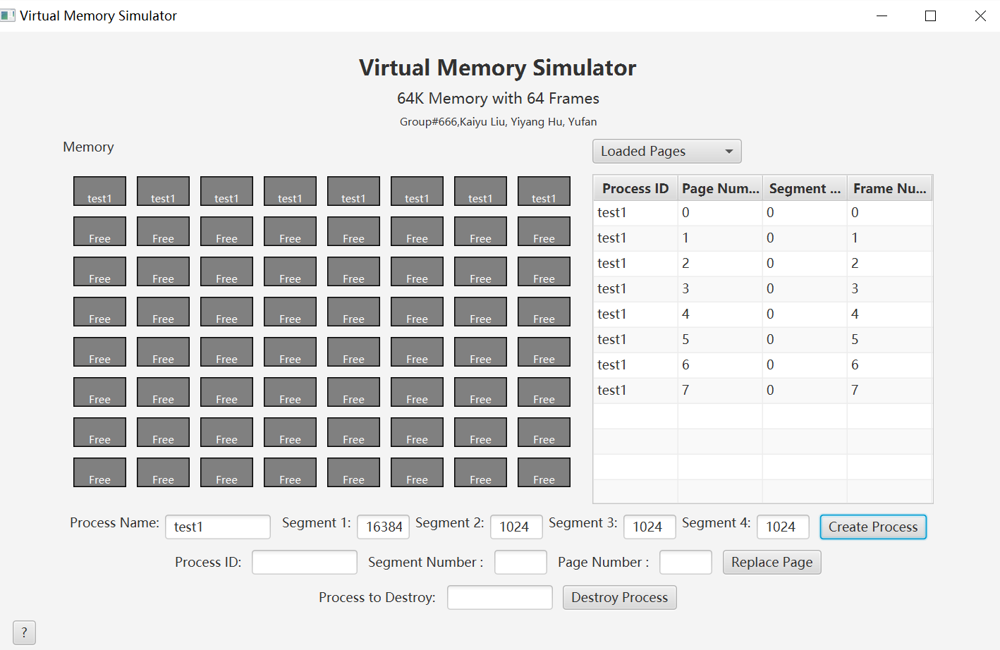 Virtual Memory Simulator
Virtual Memory Simulator
64K Memory with 64 Frames
Group#666,Kaiyu Liu, Yiyang Hu, Yufan
Memory
Loaded Pages
test1 test1 test1 test1 test1 test1 test1 test1
Free Free Free Free Free Free Free Free
Free Free Free Free Free Free Free Free
Free Free Free Free Free Free Free Free
Free Free Free Free Free Free Free Free
Free Free Free Free Free Free Free Free
Free Free Free Free Free Free Free Free
Free Free Free Free Free Free Free Free
Process ID Page Num... Segment ... Frame Nu...
test1 0 0 0
test1 1 0 1
test1 2 0 2
test1 3 0 3
test1 4 0 4
test1 5 0 5
test1 6 0 6
test1 7 0 7
Process Name: test1 Segment 1: 16384 Segment 2: 1024 Segment 3: 1024 Segment 4: 1024 Create Process
Process ID: Segment Number : Page Number : Replace Page
Process to Destroy: Destroy Process
?